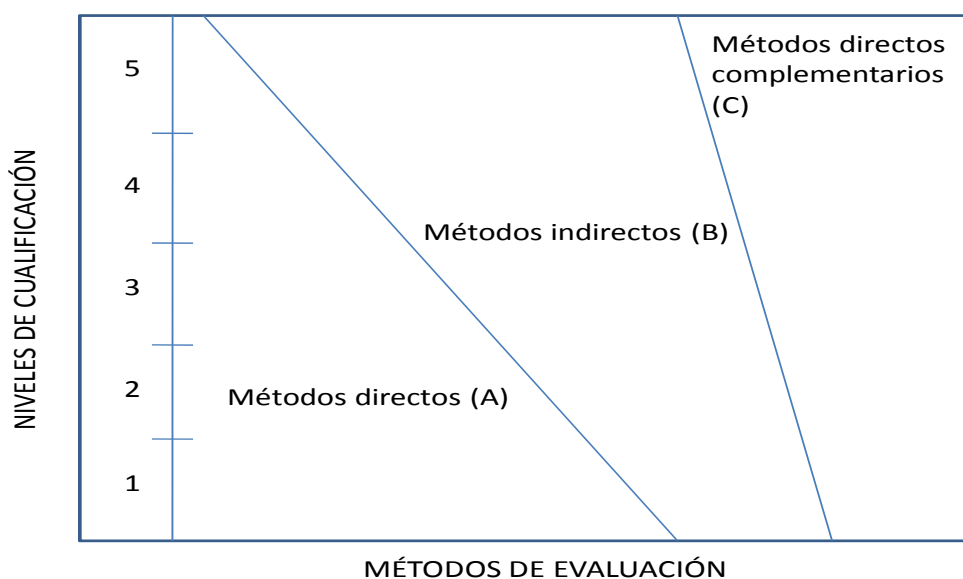 NIVELES DE CUALIFICACIÓN
5
4
3
2
1
Métodos directos
complementarios
(C)
Métodos indirectos (B)
Métodos directos (A)
MÉTODOS DE EVALUACIÓN